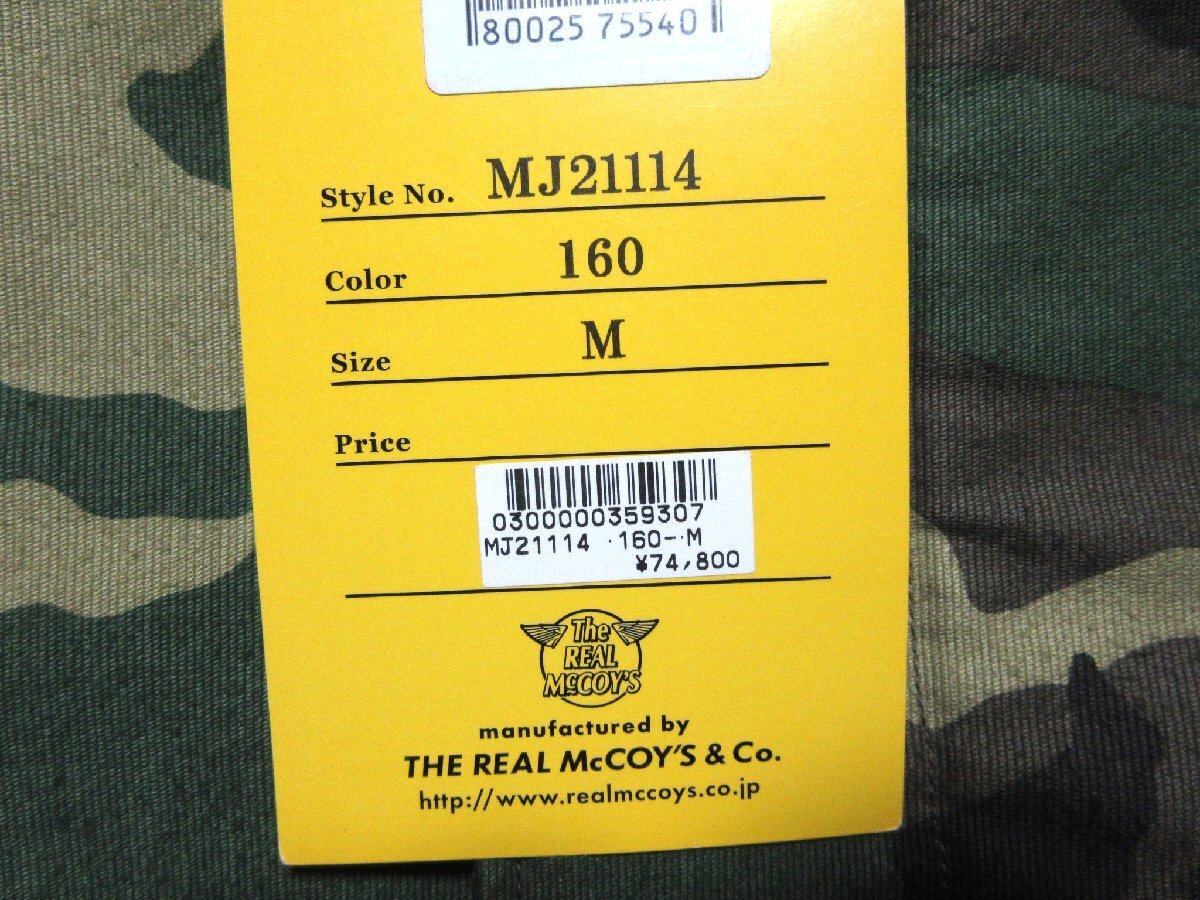 80025 75540
Style No. MJ21114
Color 160
Size M
Price
0300000359307
MJ21114 ·160-·M
¥74,800
The
REAL
McCOY'S
manufactured by
THE REAL McCOY'S & Co.
http://www.realmccoys.co.jp